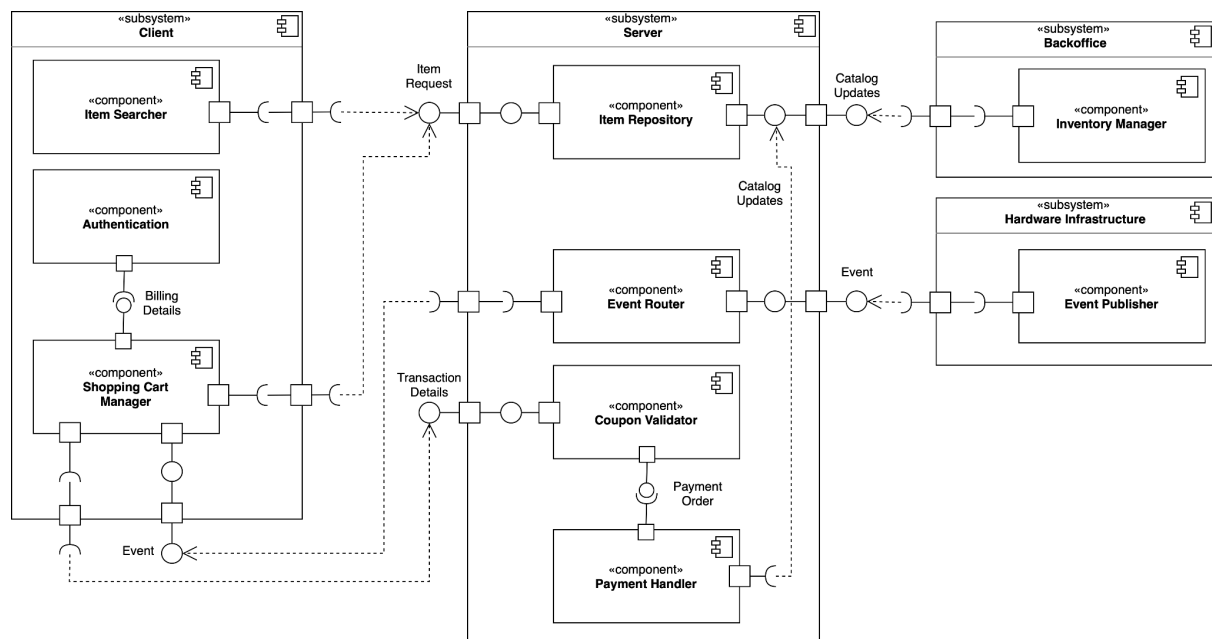 «subsystem»
Client
«component»
Item Searcher
«component»
Authentication
Billing
Details
«component»
Shopping Cart
Manager
Event
Item
Request
Transaction
Details
«subsystem»
Server
«component»
Item Repository
Catalog
Updates
«component»
Event Router
«component»
Coupon Validator
Payment
Order
«component»
Payment Handler
Catalog
Updates
Event
«subsystem»
Backoffice
«component»
Inventory Manager
«subsystem»
Hardware Infrastructure
«component»
Event Publisher